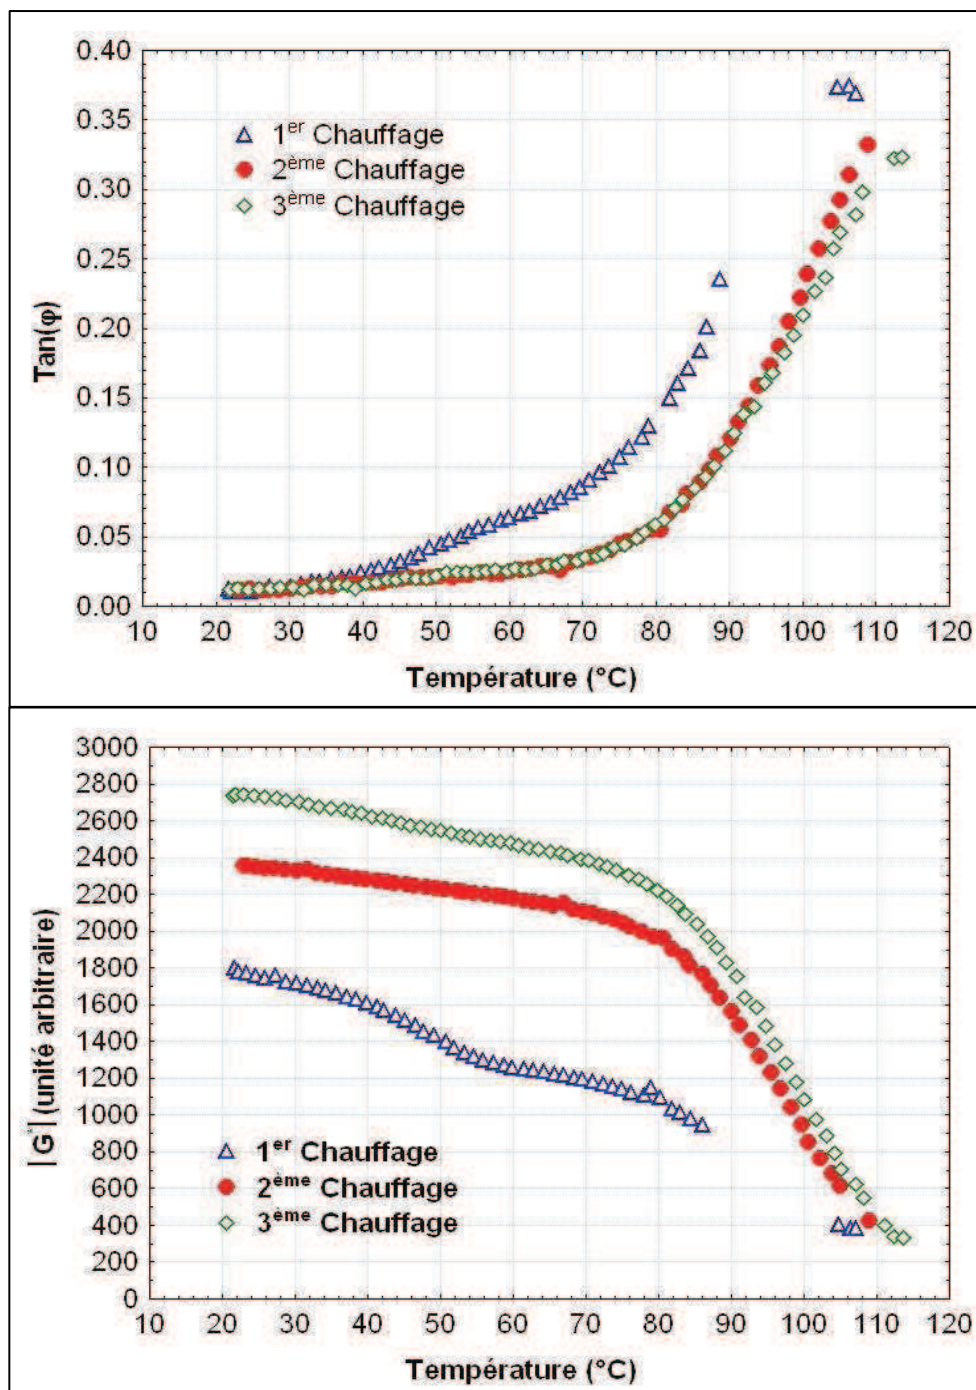 0.40
0.35
0.30
0.25
0.20
0.15
0.10
0.05
0.00
Tan(φ)
1er Chauffage
2ème Chauffage
3ème Chauffage
10 20 30 40 50 60 70 80 90 100 110 120
Température (°C)
3000
2800
2600
2400
2200
2000
1800
1600
1400
1200
1000
800
600
400
200
0
|G*| (unité arbitraire)
1er Chauffage
2ème Chauffage
3ème Chauffage
10 20 30 40 50 60 70 80 90 100 110 120
Température (°C)